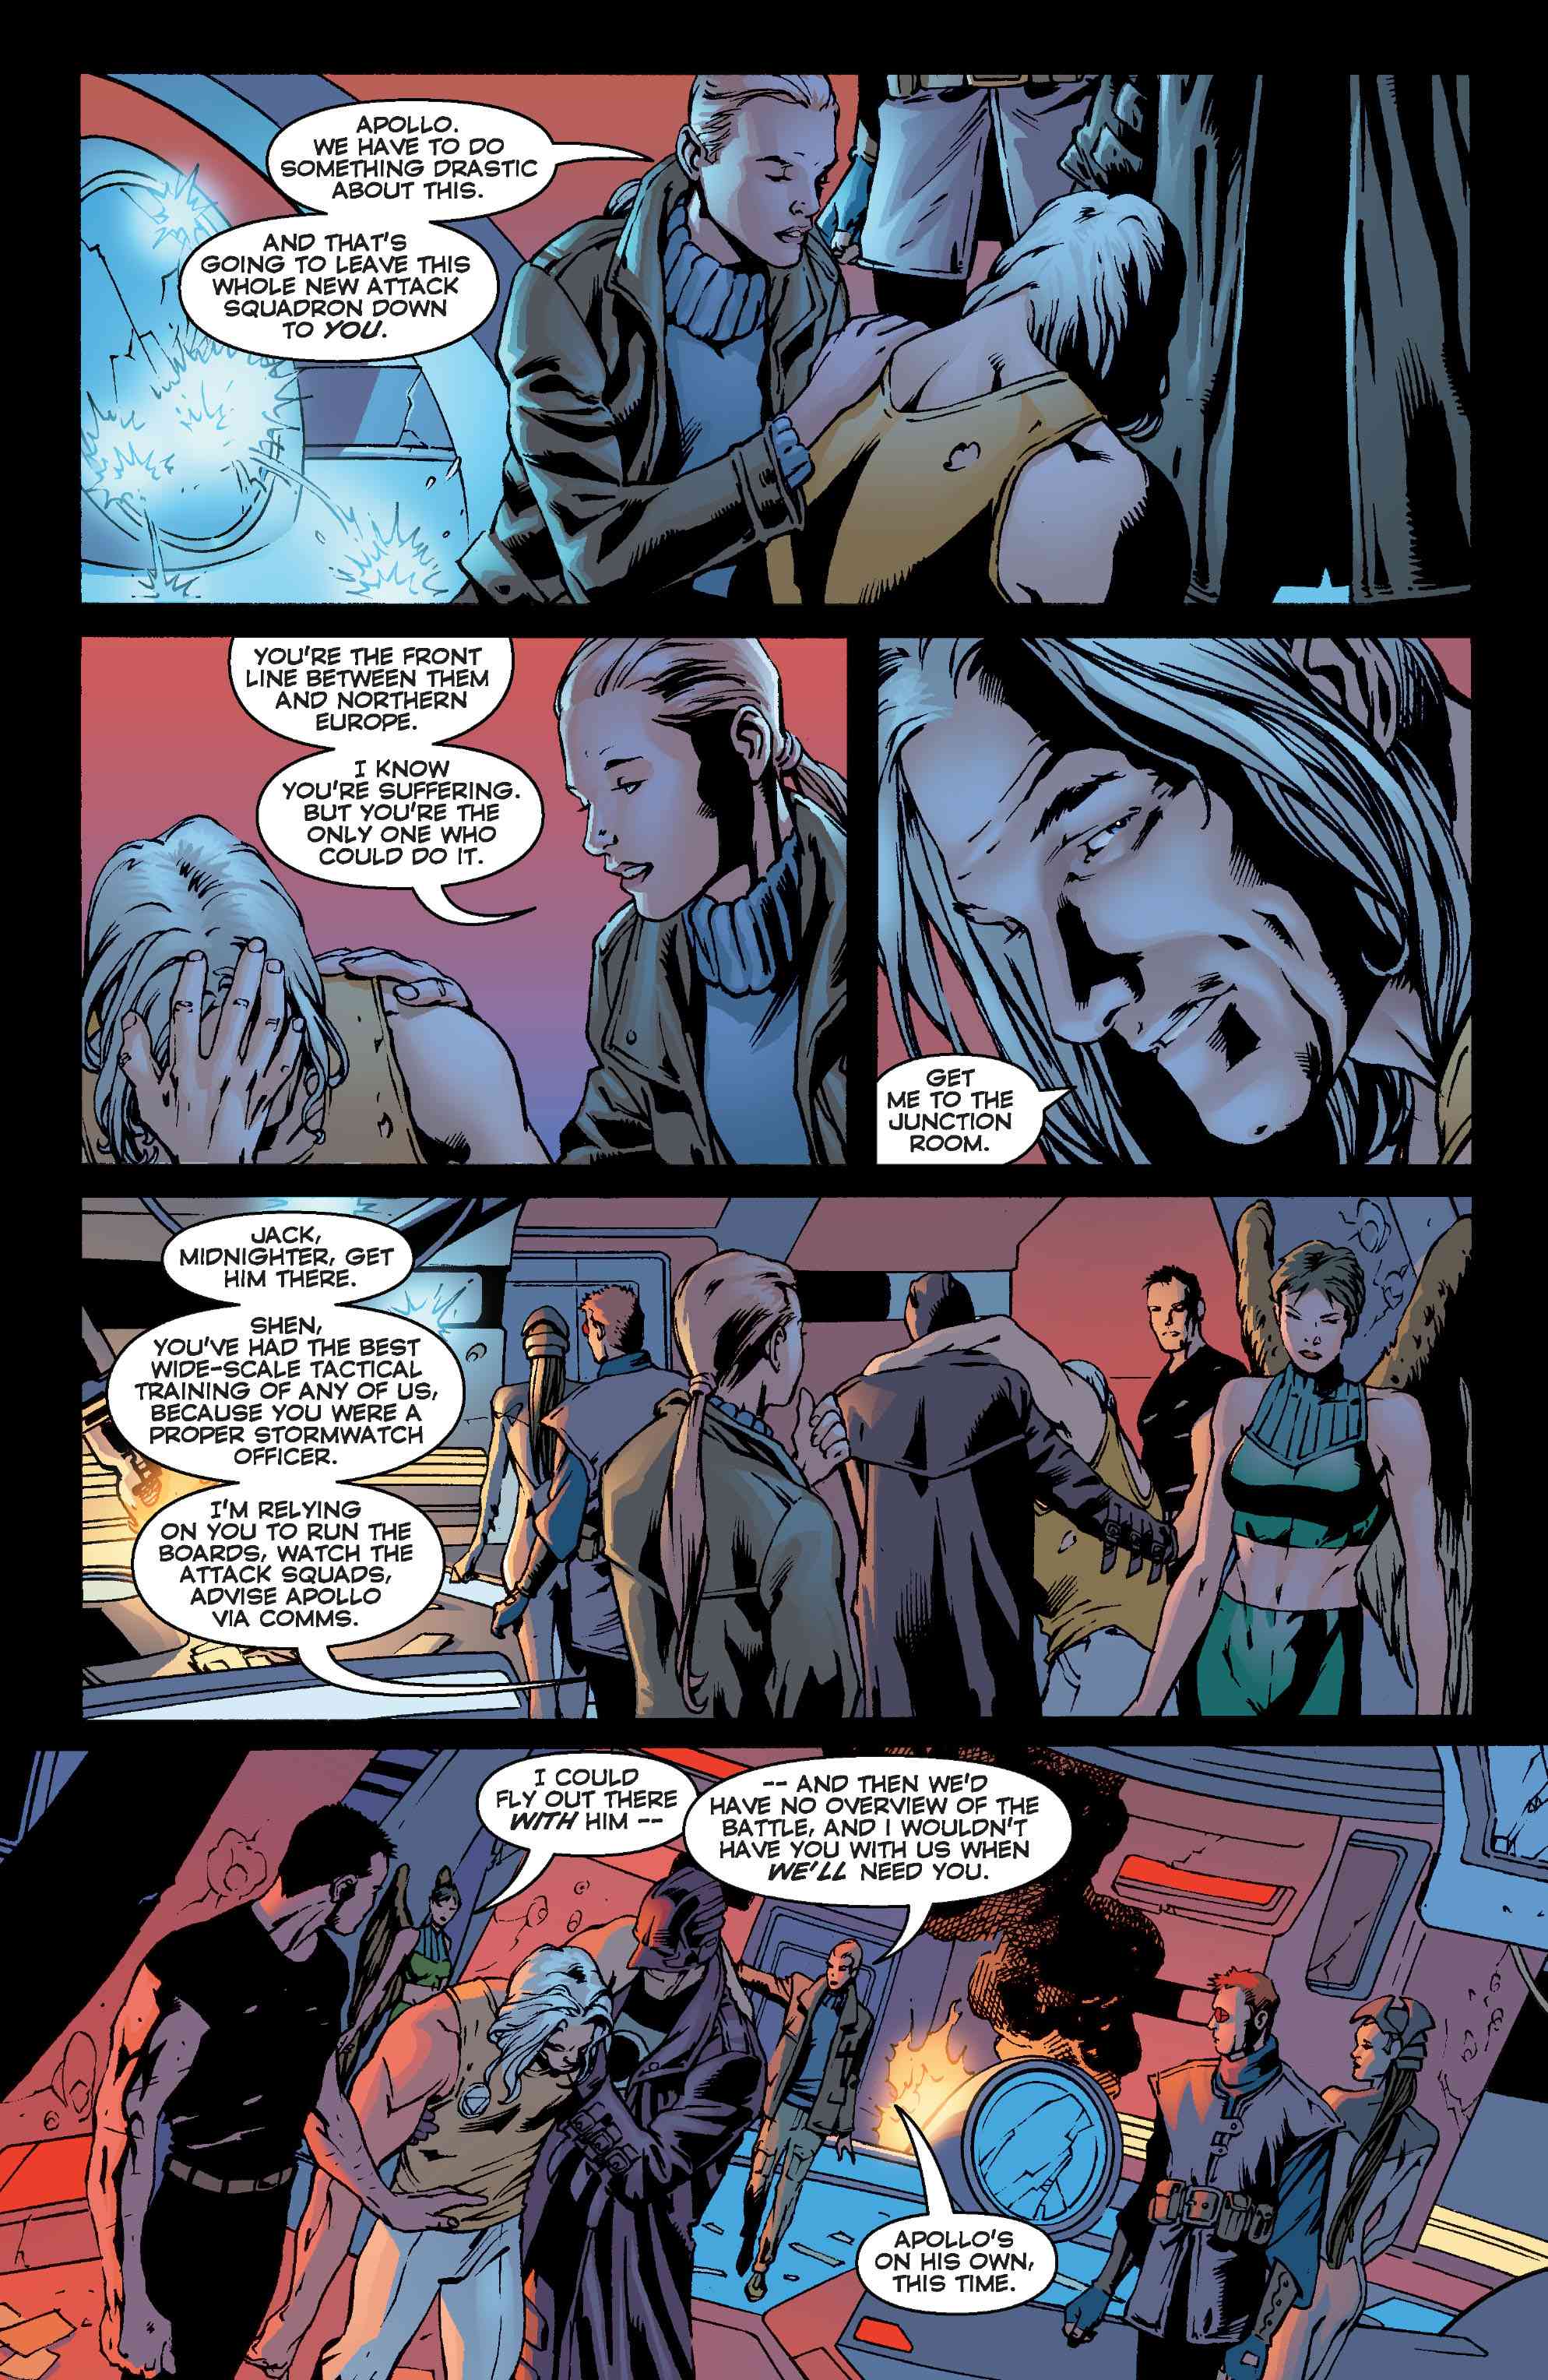 APOLLO.
WE HAVE TO DO
SOMETHING DRASTIC
ABOUT THIS.
AND THAT'S
GOING TO LEAVE THIS
WHOLE NEW ATTACK
SQUADRON DOWN
TO YOU.
YOU'RE THE FRONT
LINE BETWEEN THEM
AND NORTHERN
EUROPE.
I KNOW
YOU'RE SUFFERING.
BUT YOU'RE THE
ONLY ONE WHO
COULD DO IT.
GET
ME TO THE
JUNCTION
ROOM.
JACK,
MIDNIGHTER, GET
HIM THERE.
SHEN,
YOU'VE HAD THE BEST
WIDE-SCALE TACTICAL
TRAINING OF ANY OF US,
BECAUSE YOU WERE A
PROPER STORMWATCH
OFFICER.
I'M RELYING
ON YOU TO RUN THE
BOARDS, WATCH THE
ATTACK SQUADS,
ADVISE APOLLO
VIA COMMS.
I COULD
FLY OUT THERE
WITH HIM --
-- AND THEN WE'D
HAVE NO OVERVIEW OF THE
BATTLE, AND I WOULDN'T
HAVE YOU WITH US WHEN
WE'LL NEED YOU.
APOLLO'S
ON HIS OWN,
THIS TIME.